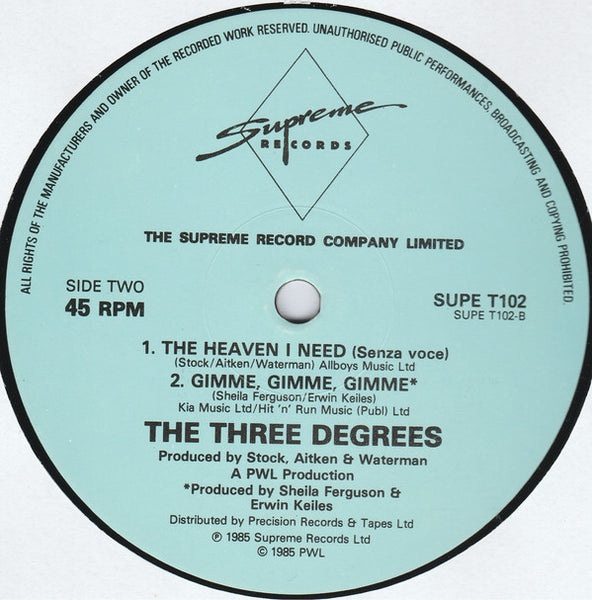 ALL RIGHTS OF THE MANUFACTURERS AND OWNER OF THE RECORDED WORK RESERVED. UNAUTHORISED PUBLIC PERFORMANCES, BROADCASTING AND COPYING PROHIBITED.
Supreme
RECORDS
THE SUPREME RECORD COMPANY LIMITED
SIDE TWO
45 RPM
SUPE T102
SUPE T102-B
1. THE HEAVEN I NEED (Senza voce)
(Stock/Aitken/Waterman) Allboys Music Ltd
2. GIMME, GIMME, GIMME*
(Sheila Ferguson/Erwin Keiles)
Kia Music Ltd/Hit 'n' Run Music (Publ) Ltd
THE THREE DEGREES
Produced by Stock, Aitken & Waterman
A PWL Production
*Produced by Sheila Ferguson &
Erwin Keiles
Distributed by Precision Records & Tapes Ltd
℗ 1985 Supreme Records Ltd
© 1985 PWL